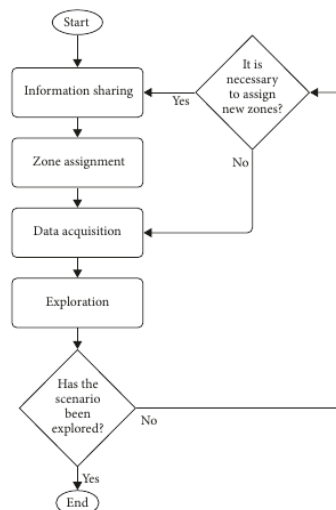 Start
Information sharing
It is
necessary
to assign
new zones?
Yes
Zone assignment
No
Data acquisition
Exploration
Has the
scenario
been
explored?
No
Yes
End